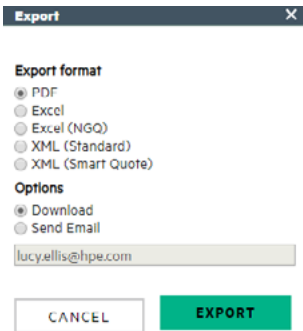 Export
Export format
PDF
Excel
Excel (NGQ)
XML (Standard)
XML (Smart Quote)
Options
Download
Send Email
lucy.ellis@hpe.com
CANCEL EXPORT